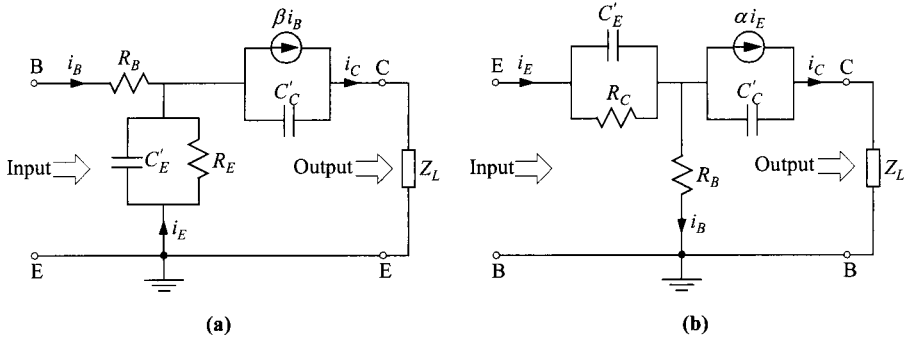 βi_B
B
i_B
R_B
i_C
C
C'_C
C'_E
R_E
Input
Output
Z_L
i_E
E
E
(a)
C'_E
αi_E
E
i_E
R_C
i_C
C
C'_C
Input
R_B
Output
Z_L
i_B
B
B
(b)